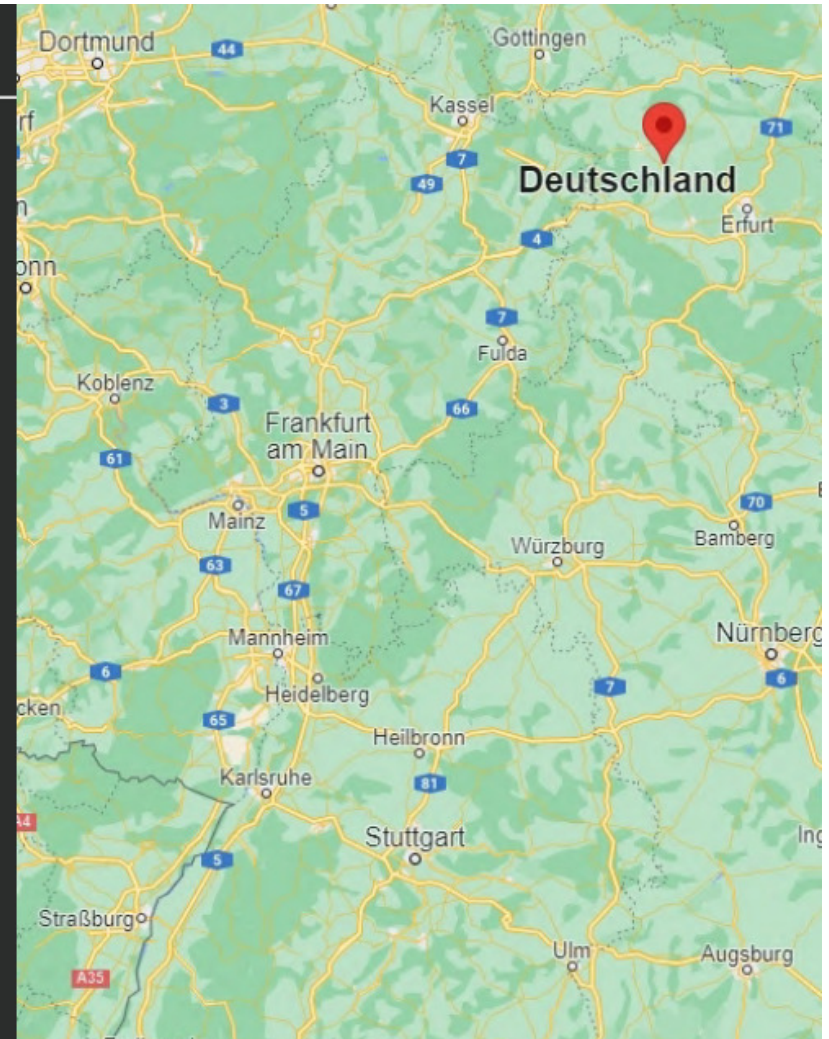 Dortmund
44
Göttingen
Kassel
rf
71
7
49
Deutschland
n
Erfurt
4
onn
7
Fulda
Koblenz
3
66
Frankfurt
am Main
61
5
70
Mainz
Bamberg
Würzburg
63
67
Nürnberg
Mannheim
6
6
7
Heidelberg
cken
65
Heilbronn
Karlsruhe
81
A4
Stuttgart
Ing
5
Straßburg
Ulm
Augsburg
A35